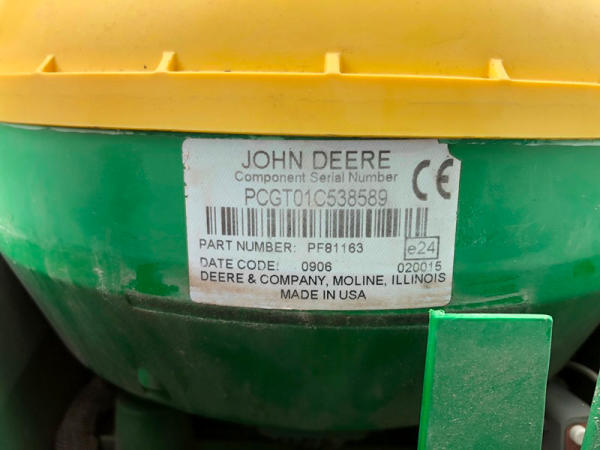 JOHN DEERE
Component Serial Number
CE
PCGT01C538589
PART NUMBER: PF81163
e24
DATE CODE: 0906
020015
DEERE & COMPANY, MOLINE, ILLINOIS
MADE IN USA